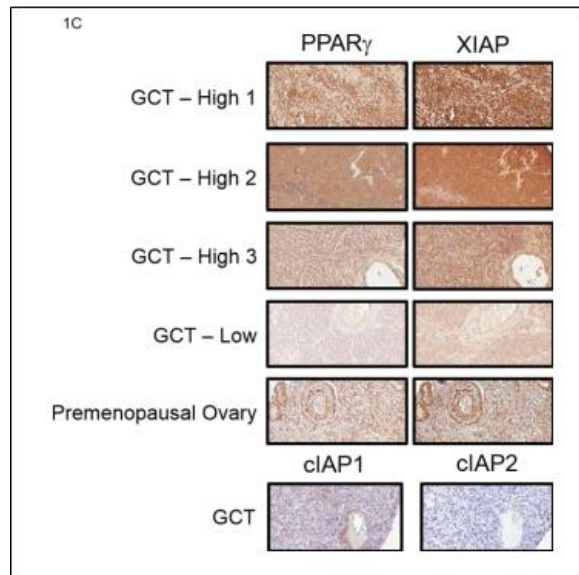 1C
PPARγ XIAP
GCT – High 1
GCT – High 2
GCT – High 3
GCT – Low
Premenopausal Ovary
cIAP1 cIAP2
GCT